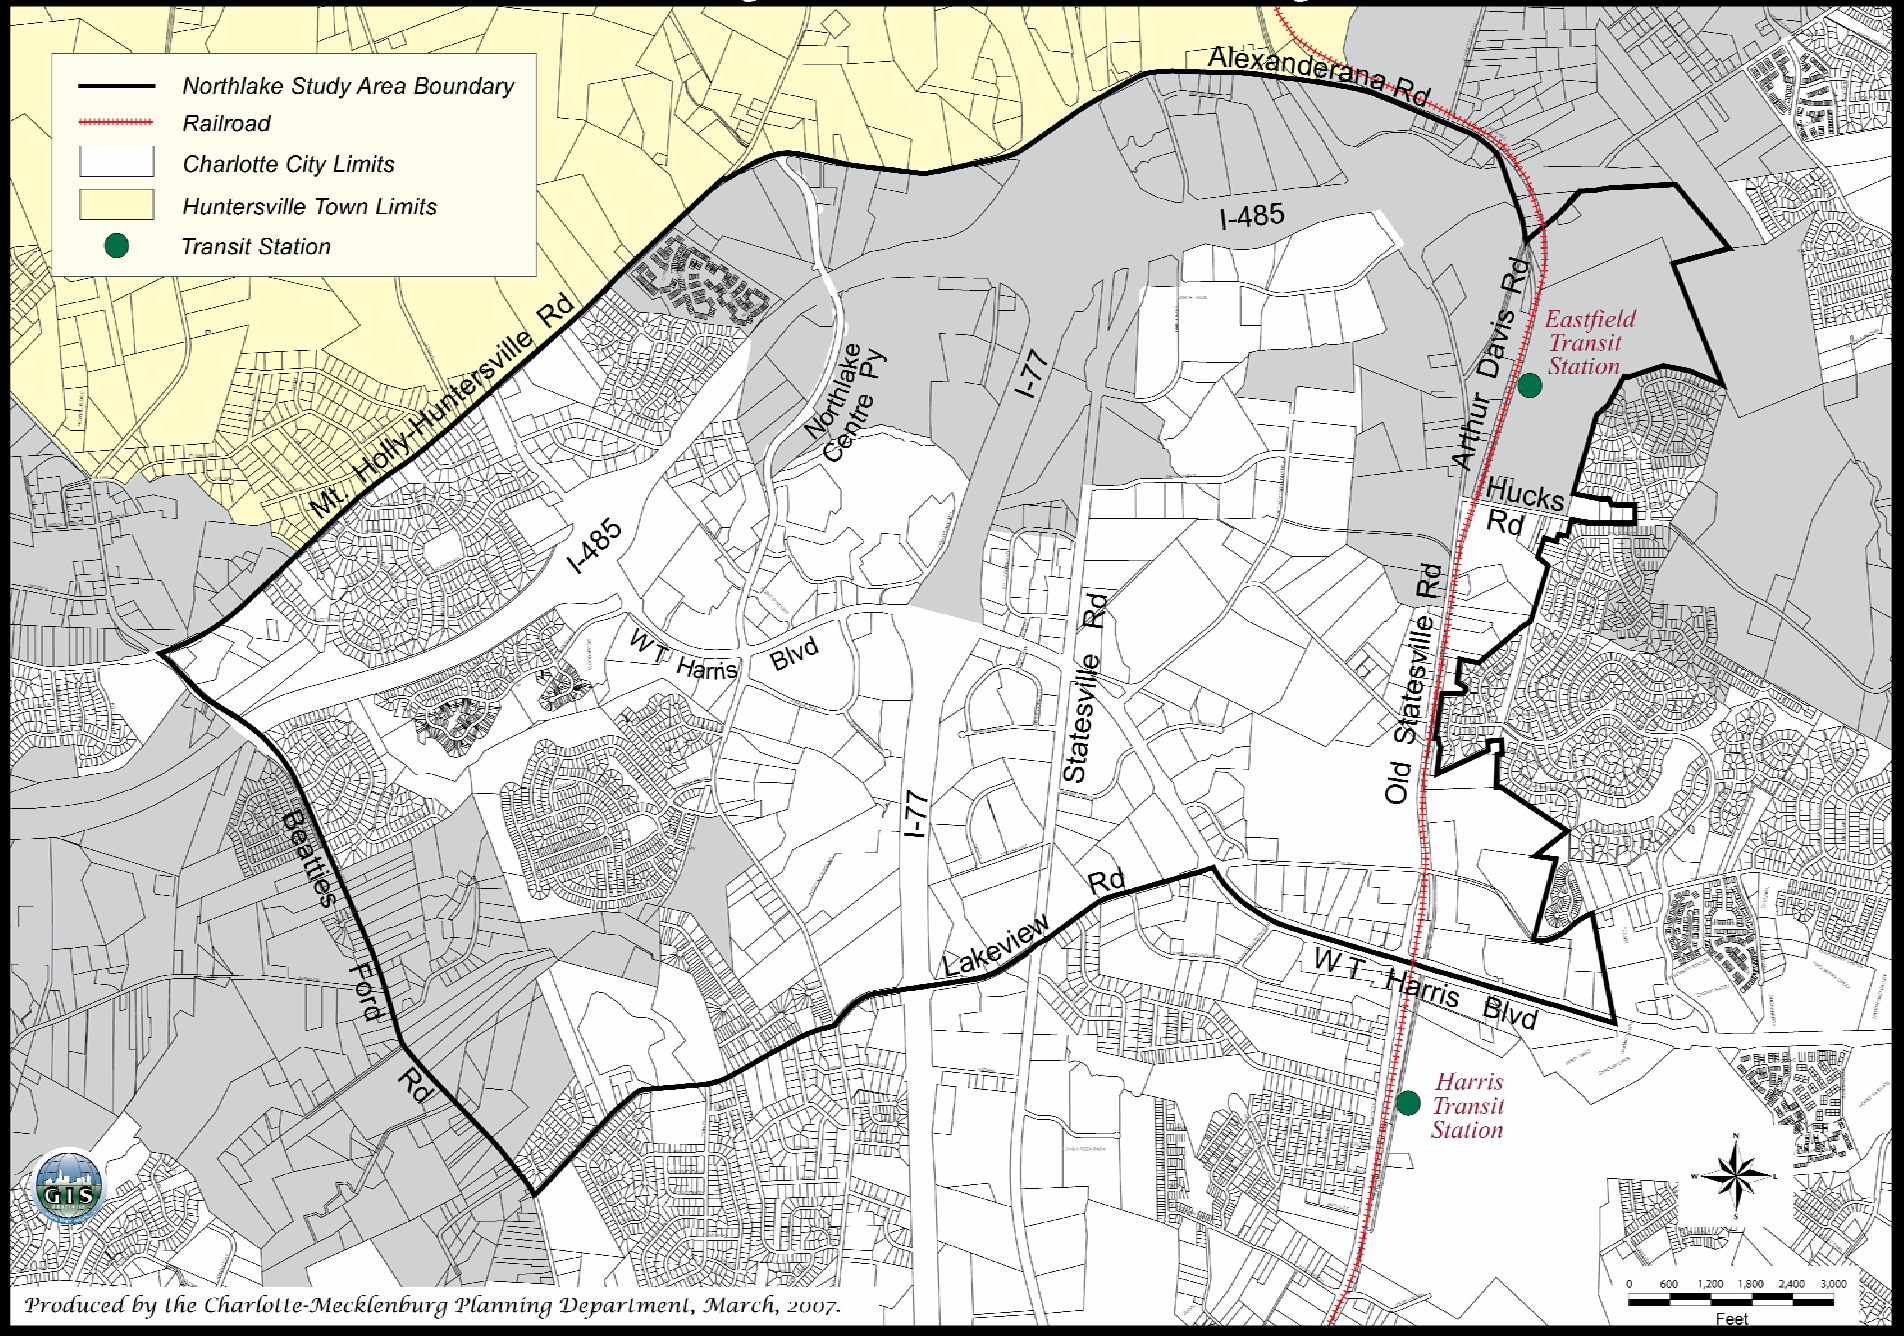 Northlake Study Area Boundary
Railroad
Charlotte City Limits
Huntersville Town Limits
Transit Station
Alexanderana Rd
I-485
Mt. Holly-Huntersville Rd
Northlake
Centre Py
I-77
Arthur Davis Rd
Eastfield
Transit
Station
Hucks
Rd
I-485
W T Harris Blvd
Statesville Rd
Old Statesville Rd
I-77
Beatties Ford Rd
Lakeview Rd
W T Harris Blvd
Harris
Transit
Station
N
W E
S
GIS
0 600 1,200 1,800 2,400 3,000
Feet
Produced by the Charlotte-Mecklenburg Planning Department, March, 2007.